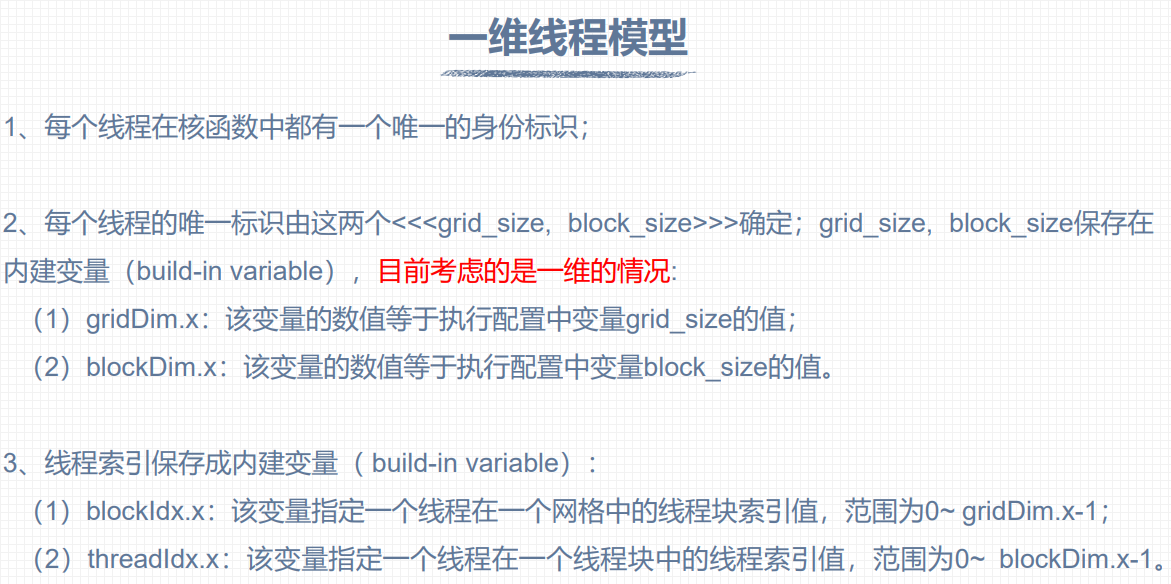 一维线程模型
1、每个线程在核函数中都有一个唯一的身份标识；
2、每个线程的唯一标识由这两个<<<grid_size，block_size>>>确定；grid_size，block_size保存在
内建变量（build-in variable），目前考虑的是一维的情况:
（1）gridDim.x：该变量的数值等于执行配置中变量grid_size的值；
（2）blockDim.x：该变量的数值等于执行配置中变量block_size的值。
3、线程索引保存成内建变量（ build-in variable）：
（1）blockIdx.x：该变量指定一个线程在一个网格中的线程块索引值，范围为0~ gridDim.x-1；
（2）threadIdx.x：该变量指定一个线程在一个线程块中的线程索引值，范围为0~ blockDim.x-1。